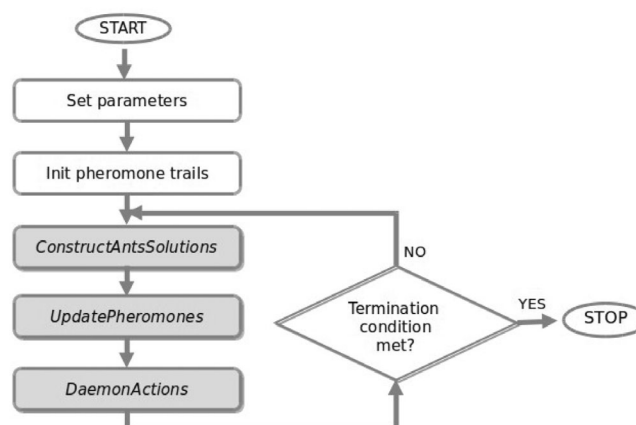 START
Set parameters
Init pheromone trails
ConstructAntsSolutions
UpdatePheromones
DaemonActions
NO
Termination
condition
met?
YES
STOP